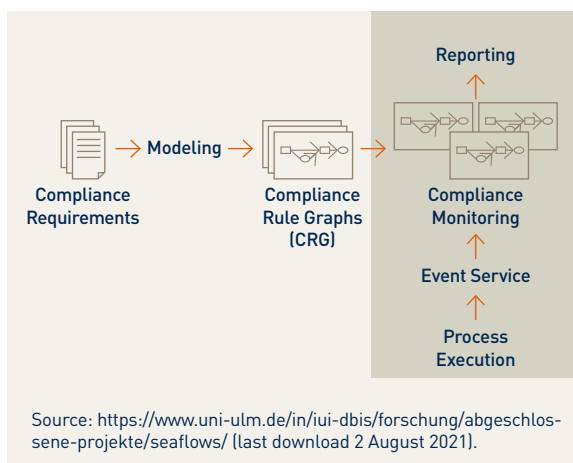 Reporting
Modeling
Compliance
Requirements
Compliance
Rule Graphs
(CRG)
Compliance
Monitoring
Event Service
Process
Execution
Source: https://www.uni-ulm.de/in/iui-dbis/forschung/abgeschlos-
sene-projekte/seaflows/ (last download 2 August 2021).